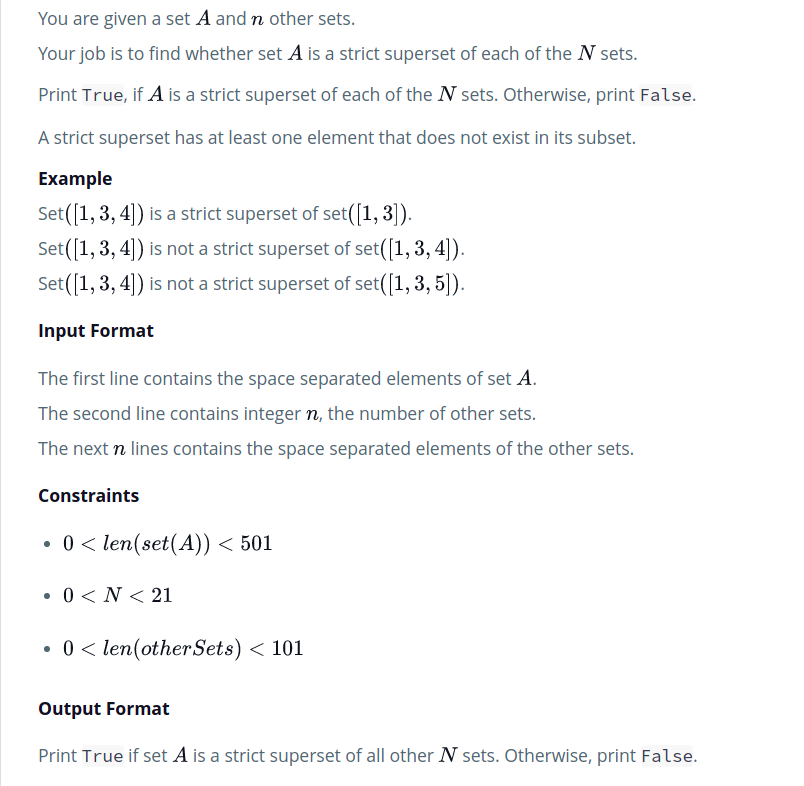 You are given a set A and n other sets.
Your job is to find whether set A is a strict superset of each of the N sets.
Print True, if A is a strict superset of each of the N sets. Otherwise, print False.
A strict superset has at least one element that does not exist in its subset.
Example
Set([1, 3, 4]) is a strict superset of set([1, 3]).
Set([1, 3, 4]) is not a strict superset of set([1, 3, 4]).
Set([1, 3, 4]) is not a strict superset of set([1, 3, 5]).
Input Format
The first line contains the space separated elements of set A.
The second line contains integer n, the number of other sets.
The next n lines contains the space separated elements of the other sets.
Constraints
• 0 < len(set(A)) < 501
• 0 < N < 21
• 0 < len(otherSets) < 101
Output Format
Print True if set A is a strict superset of all other N sets. Otherwise, print False.